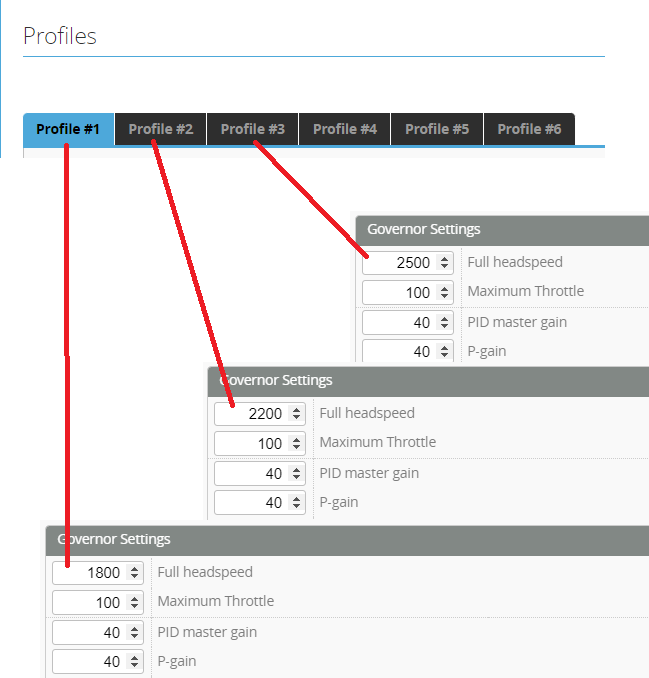 Profiles
Profile #1 Profile #2 Profile #3 Profile #4 Profile #5 Profile #6
Governor Settings
2500 Full headspeed
100 Maximum Throttle
40 PID master gain
40 P-gain
Governor Settings
2200 Full headspeed
100 Maximum Throttle
40 PID master gain
40 P-gain
Governor Settings
1800 Full headspeed
100 Maximum Throttle
40 PID master gain
40 P-gain